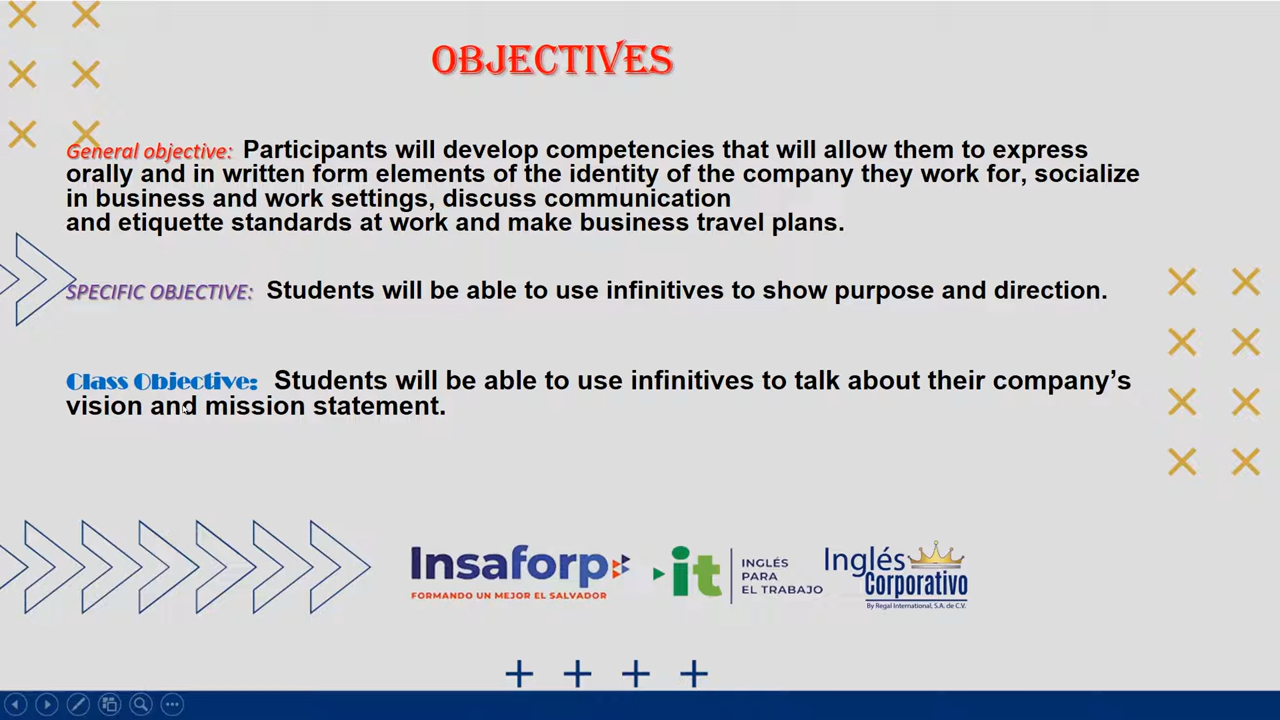 OBJECTIVES
General objective: Participants will develop competencies that will allow them to express
orally and in written form elements of the identity of the company they work for, socialize
in business and work settings, discuss communication
and etiquette standards at work and make business travel plans.
SPECIFIC OBJECTIVE: Students will be able to use infinitives to show purpose and direction.
Class Objective: Students will be able to use infinitives to talk about their company’s
vision and mission statement.
Insaforp
FORMANDO UN MEJOR EL SALVADOR
it
INGLÉS
PARA
EL TRABAJO
Inglés
Corporativo
By Regal International, S.A. de C.V.